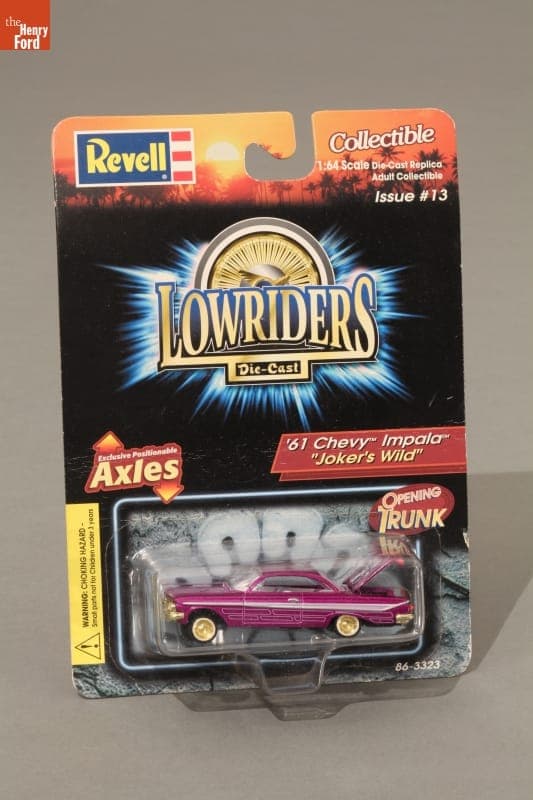 the
Henry
Ford
Revell
Collectible
1:64 Scale Die-Cast Replica
Adult Collectible
Issue #13
LOWRIDERS
Die-Cast
'61 Chevy™ Impala™
"Joker's Wild"
Exclusive Positionable
Axles
OPENING
TRUNK
WARNING: CHOKING HAZARD -
Small parts not for Children under 3 years
86-3323